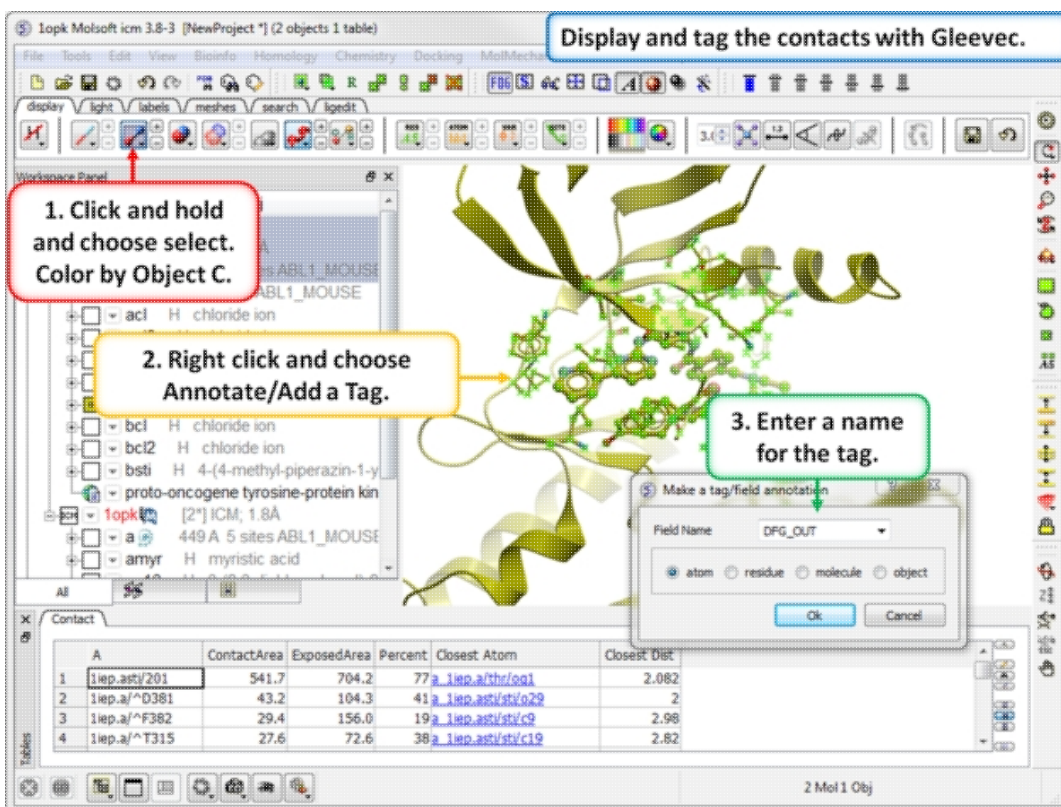 1opk Molsoft icm 3.8-3 [NewProject *] (2 objects 1 table)
Display and tag the contacts with Gleevec.
File Tools Edit View Bioinfo Homology Chemistry Docking MolMechanics
display light labels meshes search ligedit
Workspace Panel
1. Click and hold
and choose select.
Color by Object C.
sites ABL1_MOUSE
ABL1_MOUSE
acl H chloride ion
2. Right click and choose
Annotate/Add a Tag.
bcl H chloride ion
bcl2 H chloride ion
bsti H 4-(4-methyl-piperazin-1-y
proto-oncogene tyrosine-protein kin
1opk [2*] ICM; 1.8Å
a 449 A 5 sites ABL1_MOUSE
amyr H myristic acid
All
3. Enter a name
for the tag.
Make a tag/field annotation
Field Name DFG_OUT
atom residue molecule object
Ok Cancel
Contact
A ContactArea ExposedArea Percent Closest Atom Closest Dist
1 1iep.asti/201 541.7 704.2 77 a_1iep.a/thr/og1 2.082
2 1iep.a/^D381 43.2 104.3 41 a_1iep.asti/sti/o29 2
3 1iep.a/^F382 29.4 156.0 19 a_1iep.asti/sti/c9 2.98
4 1iep.a/^T315 27.6 72.6 38 a_1iep.asti/sti/c19 2.82
Tables
2 Mol 1 Obj